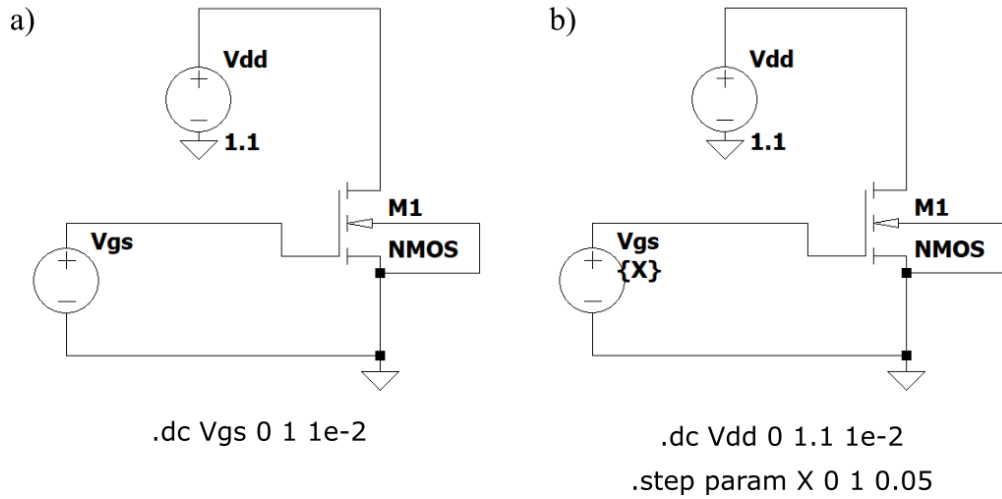 a)
Vdd
1.1
M1
NMOS
Vgs
.dc Vgs 0 1 1e-2
b)
Vdd
1.1
M1
NMOS
Vgs
{X}
.dc Vdd 0 1.1 1e-2
.step param X 0 1 0.05